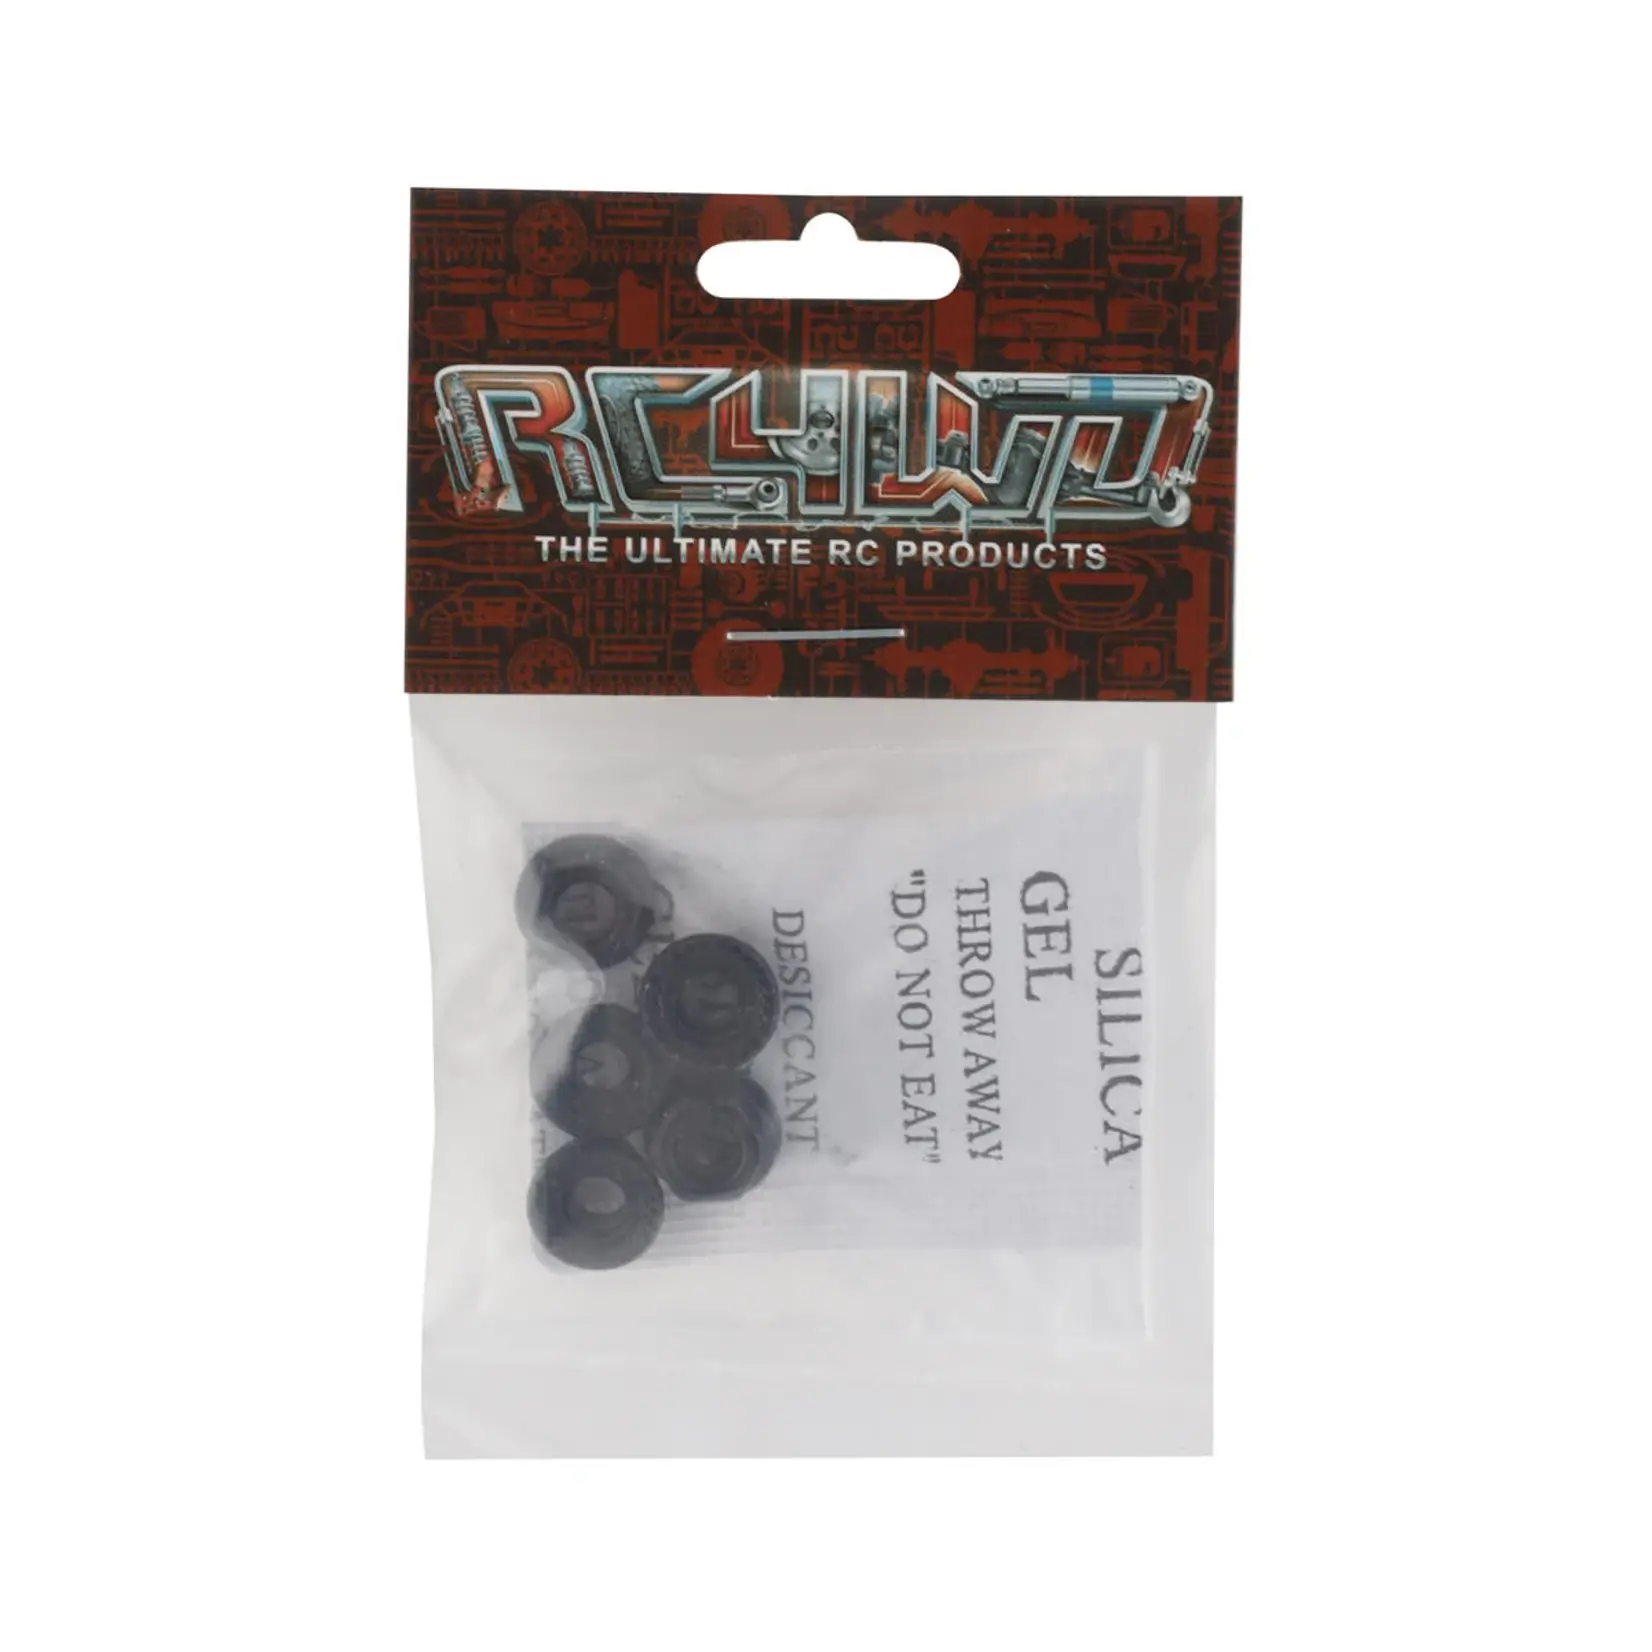 RC4WD
THE ULTIMATE RC PRODUCTS
SILICA
GEL
THROW AWAY
"DO NOT EAT"
DESICCANT